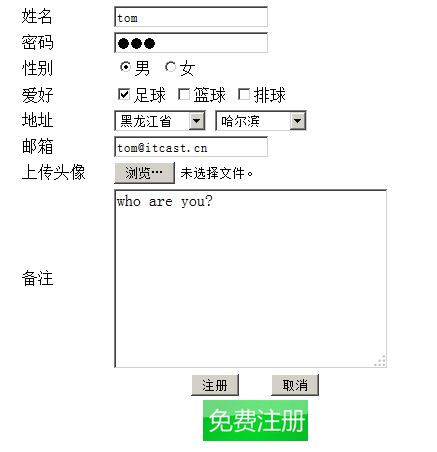 姓名 tom
密码 ●●●
性别 男 女
爱好 足球 篮球 排球
地址 黑龙江省 哈尔滨
邮箱 tom@itcast.cn
上传头像 浏览… 未选择文件。
who are you?
备注
注册 取消
免费注册